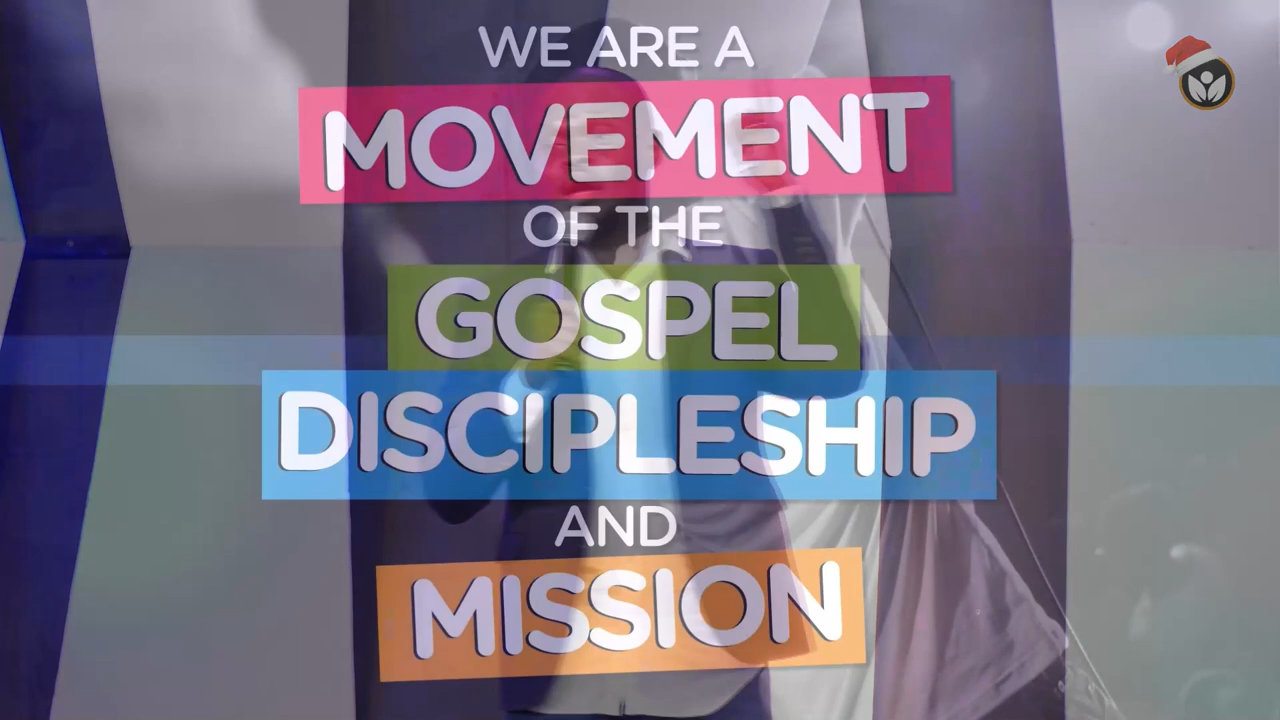 WE ARE A
MOVEMENT
OF THE
GOSPEL
DISCIPLESHIP
AND
MISSION